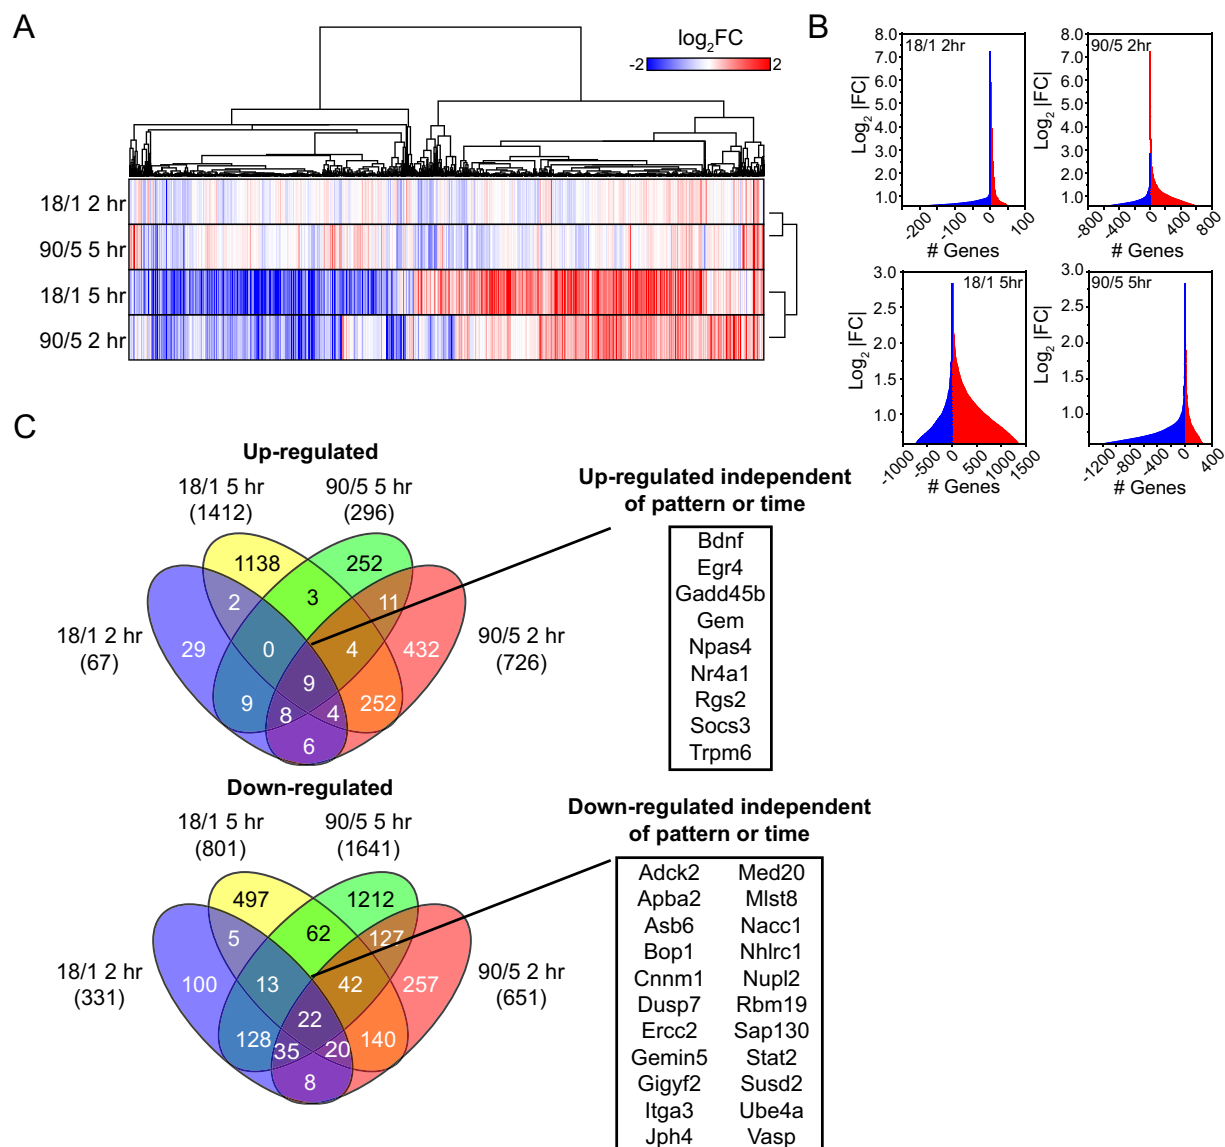 A
log2FC
-2
2
18/1 2 hr
90/5 5 hr
18/1 5 hr
90/5 2 hr
B
18/1 2hr
Log2 |FC|
8.0
7.0
6.0
5.0
4.0
3.0
2.0
1.0
-200
-100
0
100
# Genes
90/5 2hr
Log2 |FC|
8.0
7.0
6.0
5.0
4.0
3.0
2.0
1.0
-800
-400
0
400
800
# Genes
18/1 5hr
Log2 |FC|
3.0
2.5
2.0
1.5
1.0
-1000
-500
0
500
1000
1500
# Genes
90/5 5hr
Log2 |FC|
3.0
2.5
2.0
1.5
1.0
-1200
-800
-400
0
400
# Genes
C
Up-regulated
18/1 5 hr
(1412)
90/5 5 hr
(296)
18/1 2 hr
(67)
90/5 2 hr
(726)
1138
252
2
3
11
29
0
4
432
9
9
8
4
252
6
Up-regulated independent
of pattern or time
Bdnf
Egr4
Gadd45b
Gem
Npas4
Nr4a1
Rgs2
Socs3
Trpm6
Down-regulated
18/1 5 hr
(801)
90/5 5 hr
(1641)
18/1 2 hr
(331)
90/5 2 hr
(651)
497
1212
5
62
127
100
13
42
257
22
128
35
20
140
8
Down-regulated independent
of pattern or time
Adck2 Med20
Apba2 Mlst8
Asb6 Nacc1
Bop1 Nhlrc1
Cnnm1 Nupl2
Dusp7 Rbm19
Ercc2 Sap130
Gemin5 Stat2
Gigyf2 Susd2
Itga3 Ube4a
Jph4 Vasp